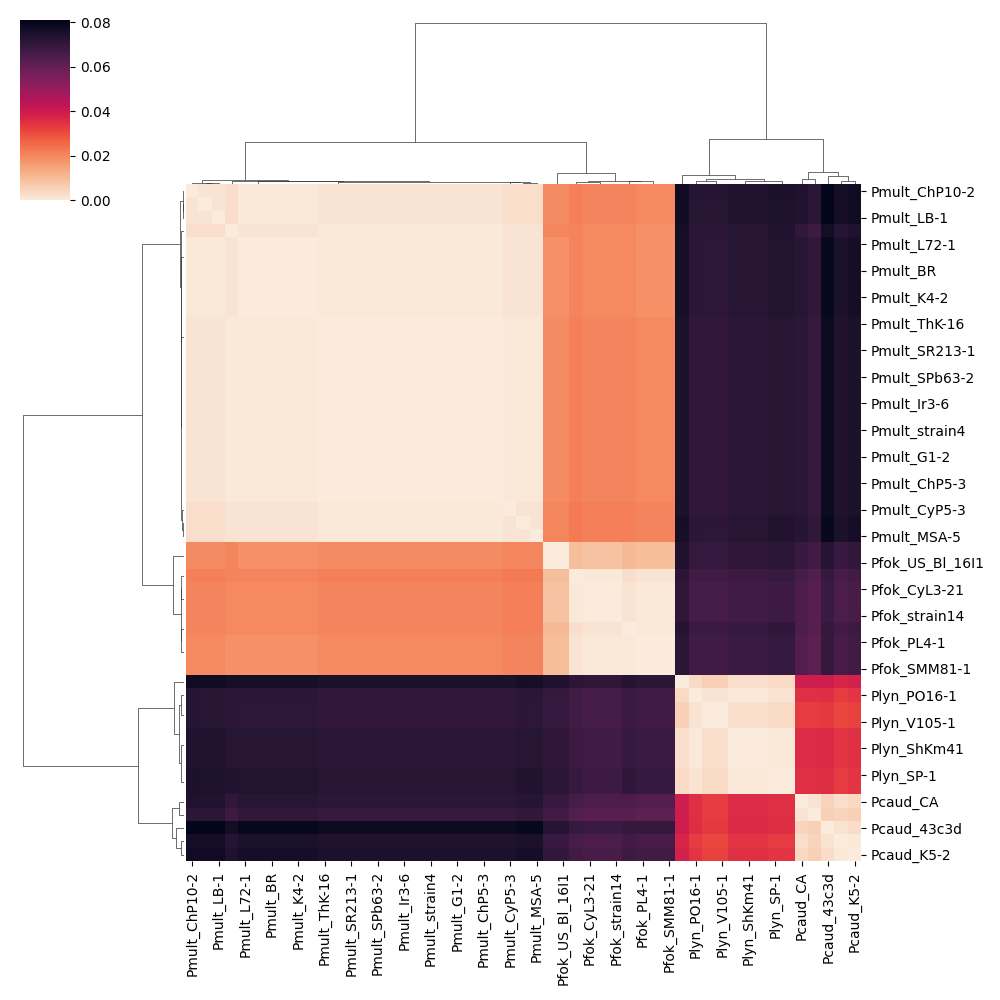 0.08
0.06
0.04
0.02
0.00
Pmult_ChP10-2
Pmult_LB-1
Pmult_L72-1
Pmult_BR
Pmult_K4-2
Pmult_ThK-16
Pmult_SR213-1
Pmult_SPb63-2
Pmult_Ir3-6
Pmult_strain4
Pmult_G1-2
Pmult_ChP5-3
Pmult_CyP5-3
Pmult_MSA-5
Pfok_US_Bl_16I1
Pfok_CyL3-21
Pfok_strain14
Pfok_PL4-1
Pfok_SMM81-1
Plyn_PO16-1
Plyn_V105-1
Plyn_ShKm41
Plyn_SP-1
Pcaud_CA
Pcaud_43c3d
Pcaud_K5-2
Pmult_ChP10-2
Pmult_LB-1
Pmult_L72-1
Pmult_BR
Pmult_K4-2
Pmult_ThK-16
Pmult_SR213-1
Pmult_SPb63-2
Pmult_Ir3-6
Pmult_strain4
Pmult_G1-2
Pmult_ChP5-3
Pmult_CyP5-3
Pmult_MSA-5
Pfok_US_Bl_16I1
Pfok_CyL3-21
Pfok_strain14
Pfok_PL4-1
Pfok_SMM81-1
Plyn_PO16-1
Plyn_V105-1
Plyn_ShKm41
Plyn_SP-1
Pcaud_CA
Pcaud_43c3d
Pcaud_K5-2